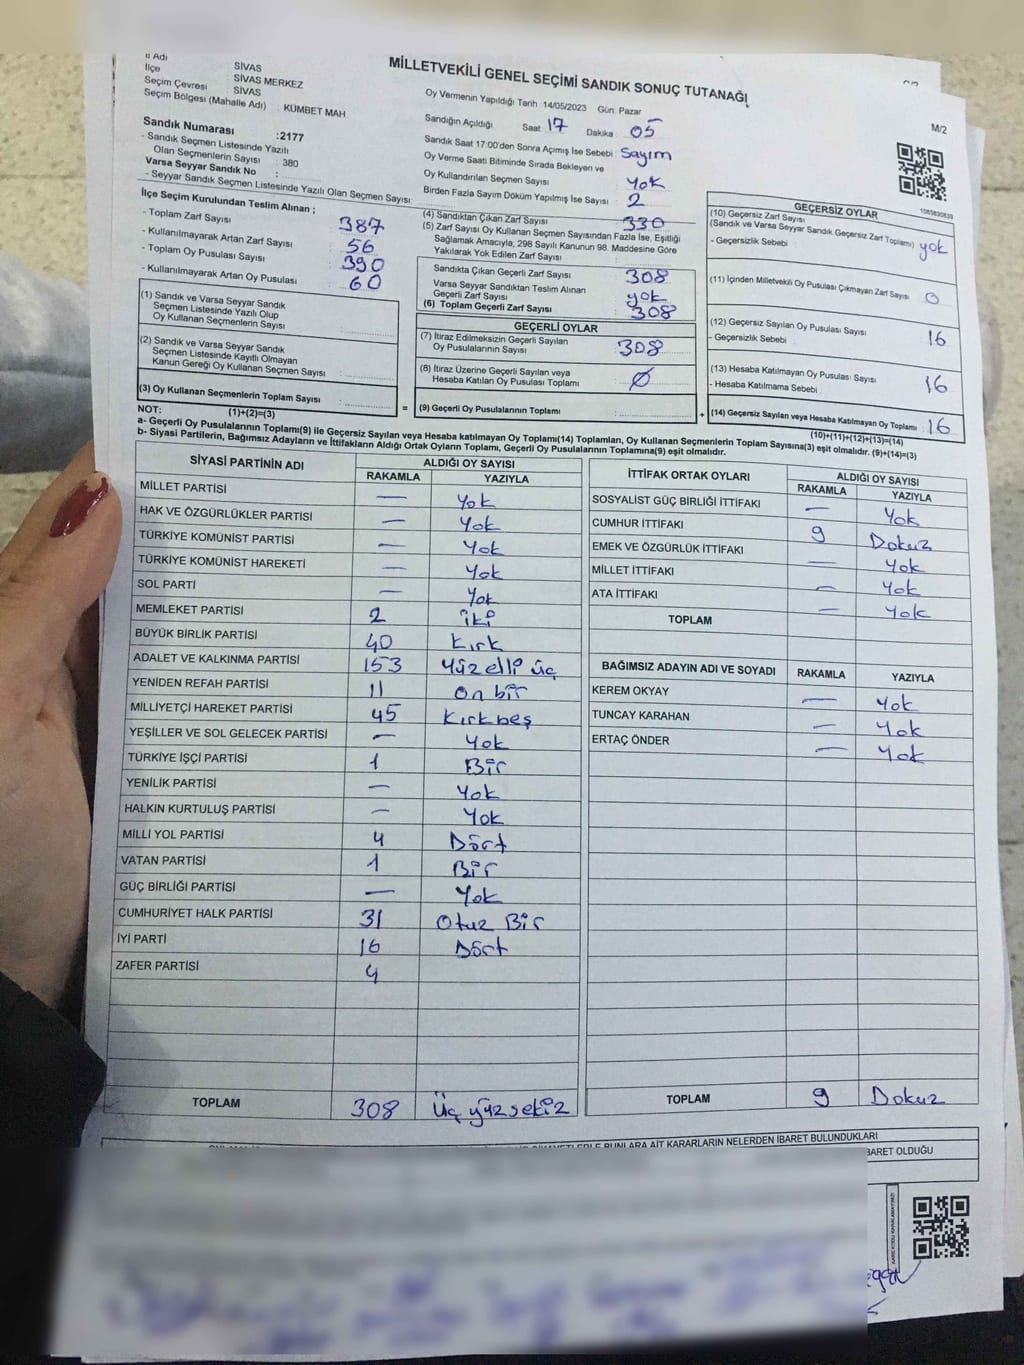 İl Adı
İlçe SİVAS
Seçim Çevresi SİVAS MERKEZ
Seçim Bölgesi (Mahalle Adı) SİVAS
KÜMBET MAH
MİLLETVEKİLİ GENEL SEÇİMİ SANDIK SONUÇ TUTANAĞI
M/2
Sandık Numarası :2177
- Sandık Seçmen Listesinde Yazılı
Olan Seçmenlerin Sayısı : 380
Varsa Seyyar Sandık No :
- Seyyar Sandık Seçmen Listesinde Yazılı Olan Seçmen Sayısı:
Oy Vermenin Yapıldığı Tarih :14/05/2023 Gün: Pazar
Sandığın Açıldığı Saat: 17 Dakika : 05
Sandık Saat 17:00'den Sonra Açımış İse Sebebi: Sayım
Oy Verme Saati Bitiminde Sırada Bekleyen ve
Oy Kullandırılan Seçmen Sayısı : Yok
Birden Fazla Sayım Döküm Yapılmış İse Sayısı : 2
İlçe Seçim Kurulundan Teslim Alınan ;
- Toplam Zarf Sayısı : 387
- Kullanılmayarak Artan Zarf Sayısı : 56
- Toplam Oy Pusulası Sayısı : 390
- Kullanılmayarak Artan Oy Pusulası : 60
(1) Sandık ve Varsa Seyyar Sandık
Seçmen Listesinde Yazılı Olup
Oy Kullanan Seçmenlerin Sayısı :
(2) Sandık ve Varsa Seyyar Sandık
Seçmen Listesinde Kayıtlı Olmayan
Kanun Gereği Oy Kullanan Seçmen Sayısı :
(3) Oy Kullanan Seçmenlerin Toplam Sayısı :
(4) Sandıktan Çıkan Zarf Sayısı 330
(5) Zarf Sayısı Oy Kullanan Seçmen Sayısından Fazla İse, Eşitliği
Sağlamak Amacıyla, 298 Sayılı Kanunun 98. Maddesine Göre
Yakılarak Yok Edilen Zarf Sayısı :
Sandıkta Çıkan Geçerli Zarf Sayısı : 308
Varsa Seyyar Sandıktan Teslim Alınan
Geçerli Zarf Sayısı : yok
(6) Toplam Geçerli Zarf Sayısı : 308
GEÇERLİ OYLAR
(7) İtiraz Edilmeksizin Geçerli Sayılan
Oy Pusulalarının Sayısı : 308
(8) İtiraz Üzerine Geçerli Sayılan veya
Hesaba Katılan Oy Pusulası Toplamı : Ø
= (9) Geçerli Oy Pusulalarının Toplamı : +
GEÇERSİZ OYLAR
(10) Geçersiz Zarf Sayısı
(Sandık ve Varsa Seyyar Sandık Geçersiz Zarf Toplamı) yok
- Geçersizlik Sebebi :
(11) İçinden Milletvekili Oy Pusulası Çıkmayan Zarf Sayısı : 0
(12) Geçersiz Sayılan Oy Pusulası Sayısı : 16
- Geçersizlik Sebebi :
(13) Hesaba Katılmayan Oy Pusulası Sayısı : 16
- Hesaba Katılmama Sebebi :
(14) Geçersiz Sayılan veya Hesaba Katılmayan Oy Toplamı : 16
NOT: (1)+(2)=(3) (10)+(11)+(12)+(13)=(14)
a- Geçerli Oy Pusulaları Toplamı(9) ile Geçersiz Sayılan veya Hesaba katılmayan Oy Toplamı(14) Toplamları, Oy Kullanan Seçmenlerin Toplam Sayısına(3) eşit olmalıdır. (9)+(14)=(3)
b- Siyasi Partilerin, Bağımsız Adayların ve İttifakların Aldığı Ortak Oyların Toplamı, Geçerli Oy Pusulalarının Toplamına(9) eşit olmalıdır.
SİYASİ PARTİNİN ADI ALDIĞI OY SAYISI
RAKAMLA YAZIYLA
MİLLET PARTİSİ — Yok
HAK VE ÖZGÜRLÜKLER PARTİSİ — Yok
TÜRKİYE KOMÜNİST PARTİSİ — Yok
TÜRKİYE KOMÜNİST HAREKETİ — Yok
SOL PARTİ — Yok
MEMLEKET PARTİSİ 2 iki
BÜYÜK BİRLİK PARTİSİ 40 Kırk
ADALET VE KALKINMA PARTİSİ 153 Yüz elli üç
YENİDEN REFAH PARTİSİ 11 On bir
MİLLİYETÇİ HAREKET PARTİSİ 45 Kırk beş
YEŞİLLER VE SOL GELECEK PARTİSİ — Yok
TÜRKİYE İŞÇİ PARTİSİ 1 Bir
YENİLİK PARTİSİ — Yok
HALKIN KURTULUŞ PARTİSİ — Yok
MİLLİ YOL PARTİSİ 4 Dört
VATAN PARTİSİ 1 Bir
GÜÇ BİRLİĞİ PARTİSİ — Yok
CUMHURİYET HALK PARTİSİ 31 Otuz Bir
İYİ PARTİ 16 Dört
ZAFER PARTİSİ 4
TOPLAM 308 Üç yüz sekiz
İTTİFAK ORTAK OYLARI ALDIĞI OY SAYISI
RAKAMLA YAZIYLA
SOSYALİST GÜÇ BİRLİĞİ İTTİFAKI — Yok
CUMHUR İTTİFAKI 9 Dokuz
EMEK VE ÖZGÜRLÜK İTTİFAKI — Yok
MİLLET İTTİFAKI — Yok
ATA İTTİFAKI — Yok
TOPLAM
BAĞIMSIZ ADAYIN ADI VE SOYADI RAKAMLA YAZIYLA
KEREM OKYAY — Yok
TUNCAY KARAHAN — Yok
ERTAÇ ÖNDER — Yok
TOPLAM 9 Dokuz
BUNLARA AİT KARARLARIN NELERDEN İBARET BULUNDUKLARI
BARET OLDUĞU